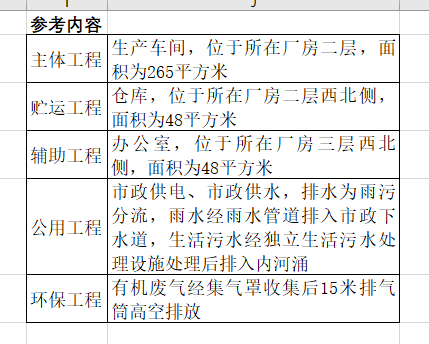 参考内容
主体工程
生产车间，位于所在厂房二层，面
积为265平方米
贮运工程
仓库，位于所在厂房二层西北侧，
面积为48平方米
辅助工程
办公室，位于所在厂房三层西北
侧，面积为48平方米
公用工程
市政供电、市政供水，排水为雨污
分流，雨水经雨水管道排入市政下
水道，生活污水经独立生活污水处
理设施处理后排入内河涌
环保工程
有机废气经集气罩收集后15米排气
筒高空排放